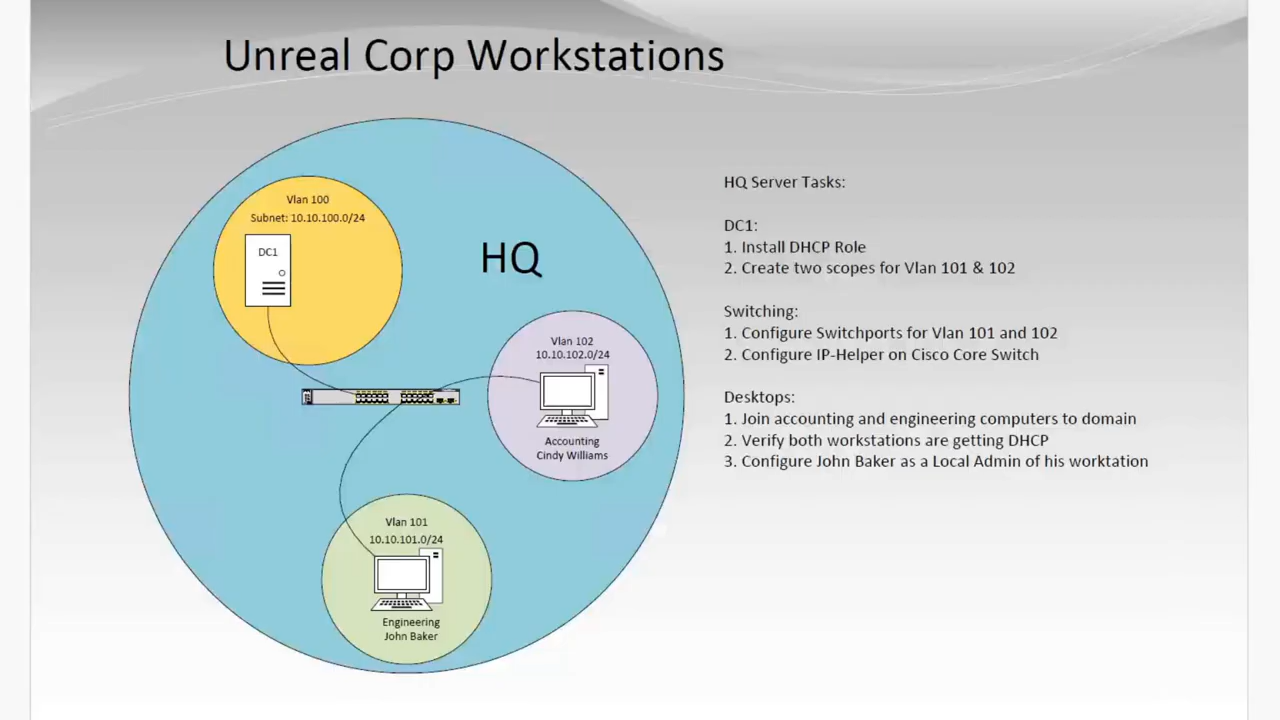 Unreal Corp Workstations
Vlan 100
Subnet: 10.10.100.0/24
DC1
HQ
Vlan 102
10.10.102.0/24
Accounting
Cindy Williams
Vlan 101
10.10.101.0/24
Engineering
John Baker
HQ Server Tasks:
DC1:
1. Install DHCP Role
2. Create two scopes for Vlan 101 & 102
Switching:
1. Configure Switchports for Vlan 101 and 102
2. Configure IP-Helper on Cisco Core Switch
Desktops:
1. Join accounting and engineering computers to domain
2. Verify both workstations are getting DHCP
3. Configure John Baker as a Local Admin of his worktation